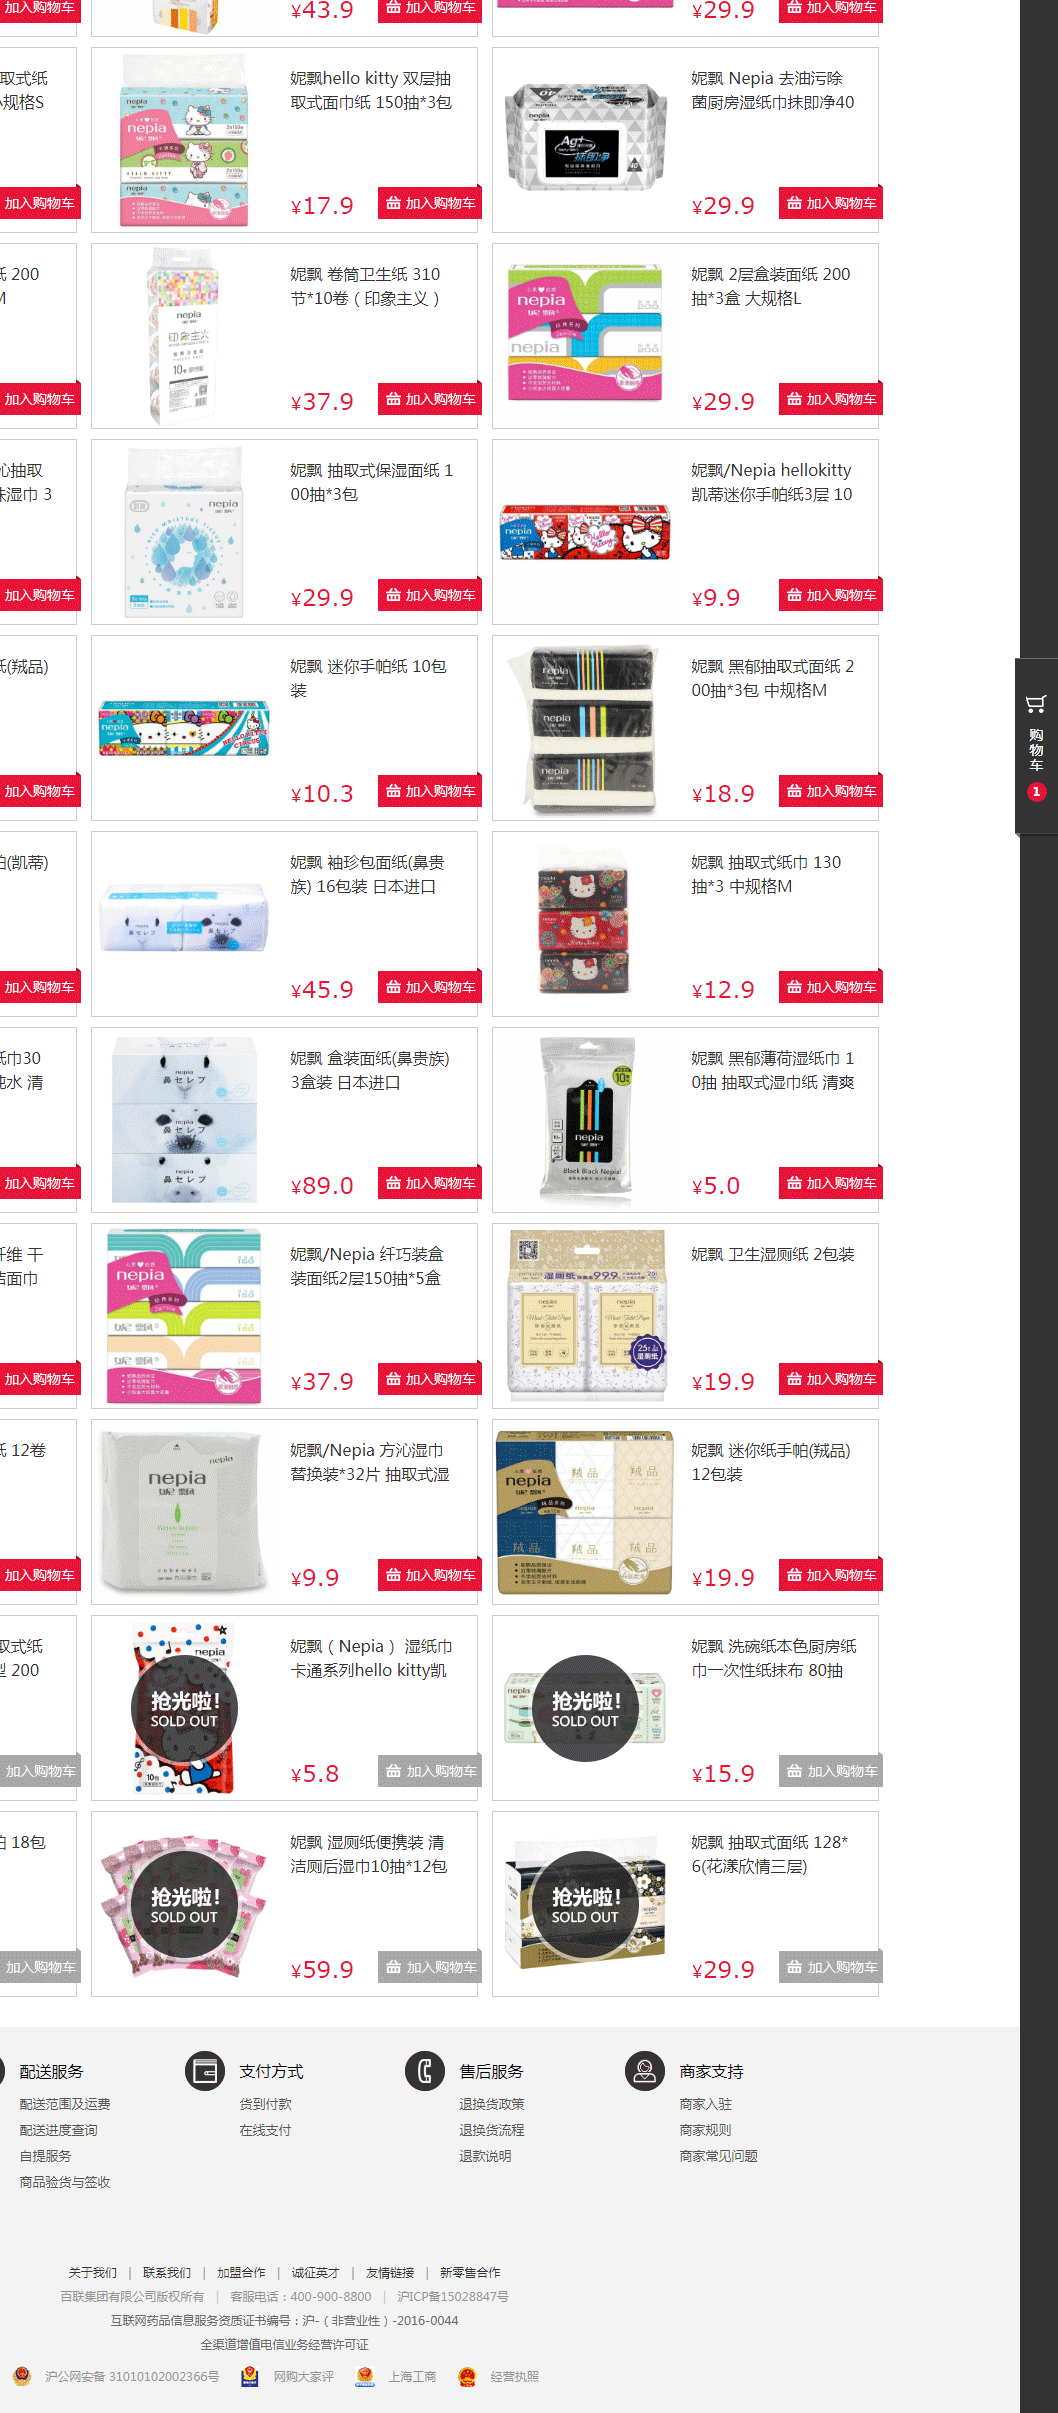 ¥43.9
加入购物车
¥29.9
加入购物车
加入购物车
取式纸
规格S
加入购物车
妮飘hello kitty 双层抽
取式面巾纸 150抽*3包
¥17.9
加入购物车
妮飘 Nepia 去油污除
菌厨房湿纸巾抹即净40
¥29.9
加入购物车
纸 200
M
加入购物车
妮飘 卷筒卫生纸 310
节*10卷（印象主义）
¥37.9
加入购物车
妮飘 2层盒装面纸 200
抽*3盒 大规格L
¥29.9
加入购物车
沁抽取
湿巾 3
加入购物车
妮飘 抽取式保湿面纸 1
00抽*3包
¥29.9
加入购物车
妮飘/Nepia hellokitty
凯蒂迷你手帕纸3层 10
¥9.9
加入购物车
纸(羢品)
加入购物车
妮飘 迷你手帕纸 10包
装
¥10.3
加入购物车
妮飘 黑郁抽取式面纸 2
00抽*3包 中规格M
¥18.9
加入购物车
帕(凯蒂)
加入购物车
妮飘 袖珍包面纸(鼻贵
族) 16包装 日本进口
¥45.9
加入购物车
妮飘 抽取式纸巾 130
抽*3 中规格M
¥12.9
加入购物车
纸巾30
纯水 清
加入购物车
妮飘 盒装面纸(鼻贵族)
3盒装 日本进口
¥89.0
加入购物车
妮飘 黑郁薄荷湿纸巾 1
0抽 抽取式湿巾纸 清爽
¥5.0
加入购物车
纤维 干
洁面巾
加入购物车
妮飘/Nepia 纤巧装盒
装面纸2层150抽*5盒
¥37.9
加入购物车
妮飘 卫生湿厕纸 2包装
¥19.9
加入购物车
纸 12卷
加入购物车
妮飘/Nepia 方沁湿巾
替换装*32片 抽取式湿
¥9.9
加入购物车
妮飘 迷你纸手帕(羢品)
12包装
¥19.9
加入购物车
取式纸
型 200
加入购物车
抢光啦!
SOLD OUT
妮飘（Nepia） 湿纸巾
卡通系列hello kitty凯
¥5.8
加入购物车
抢光啦!
SOLD OUT
妮飘 洗碗纸本色厨房纸
巾一次性纸抹布 80抽
¥15.9
加入购物车
帕 18包
加入购物车
抢光啦!
SOLD OUT
妮飘 湿厕纸便携装 清
洁厕后湿巾10抽*12包
¥59.9
加入购物车
抢光啦!
SOLD OUT
妮飘 抽取式面纸 128*
6(花漾欣情三层)
¥29.9
加入购物车
购
物
车
1
配送服务
配送范围及运费
配送进度查询
自提服务
商品验货与签收
支付方式
货到付款
在线支付
售后服务
退换货政策
退换货流程
退款说明
商家支持
商家入驻
商家规则
商家常见问题
关于我们 | 联系我们 | 加盟合作 | 诚征英才 | 友情链接 | 新零售合作
百联集团有限公司版权所有 | 客服电话：400-900-8800 | 沪ICP备15028847号
互联网药品信息服务资质证书编号：沪-（非营业性）-2016-0044
全渠道增值电信业务经营许可证
沪公网安备 31010102002366号 网购大家评 上海工商 经营执照